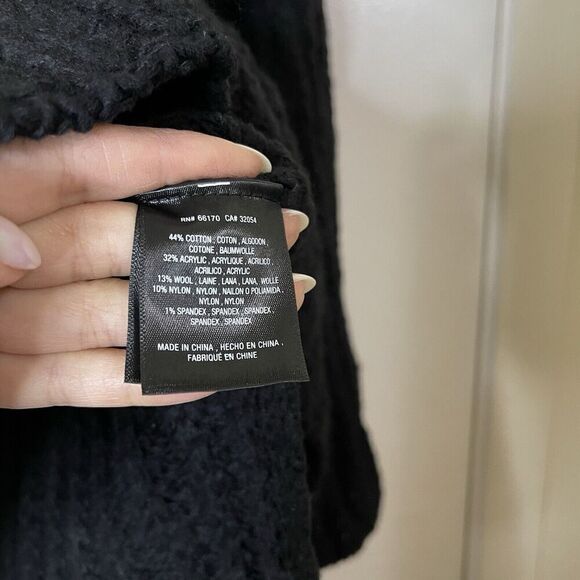 RN# 66170 CA# 32054
44% COTTON , COTON , ALGODON ,
COTONE , BAUMWOLLE
32% ACRYLIC , ACRYLIQUE , ACRILICO ,
ACRILICO , ACRYLIC
13% WOOL , LAINE , LANA , LANA , WOLLE
10% NYLON , NYLON , NAILON O POLIAMIDA ,
NYLON , NYLON
1% SPANDEX , SPANDEX , SPANDEX ,
SPANDEX , SPANDEX
MADE IN CHINA , HECHO EN CHINA ,
FABRIQUÉ EN CHINE